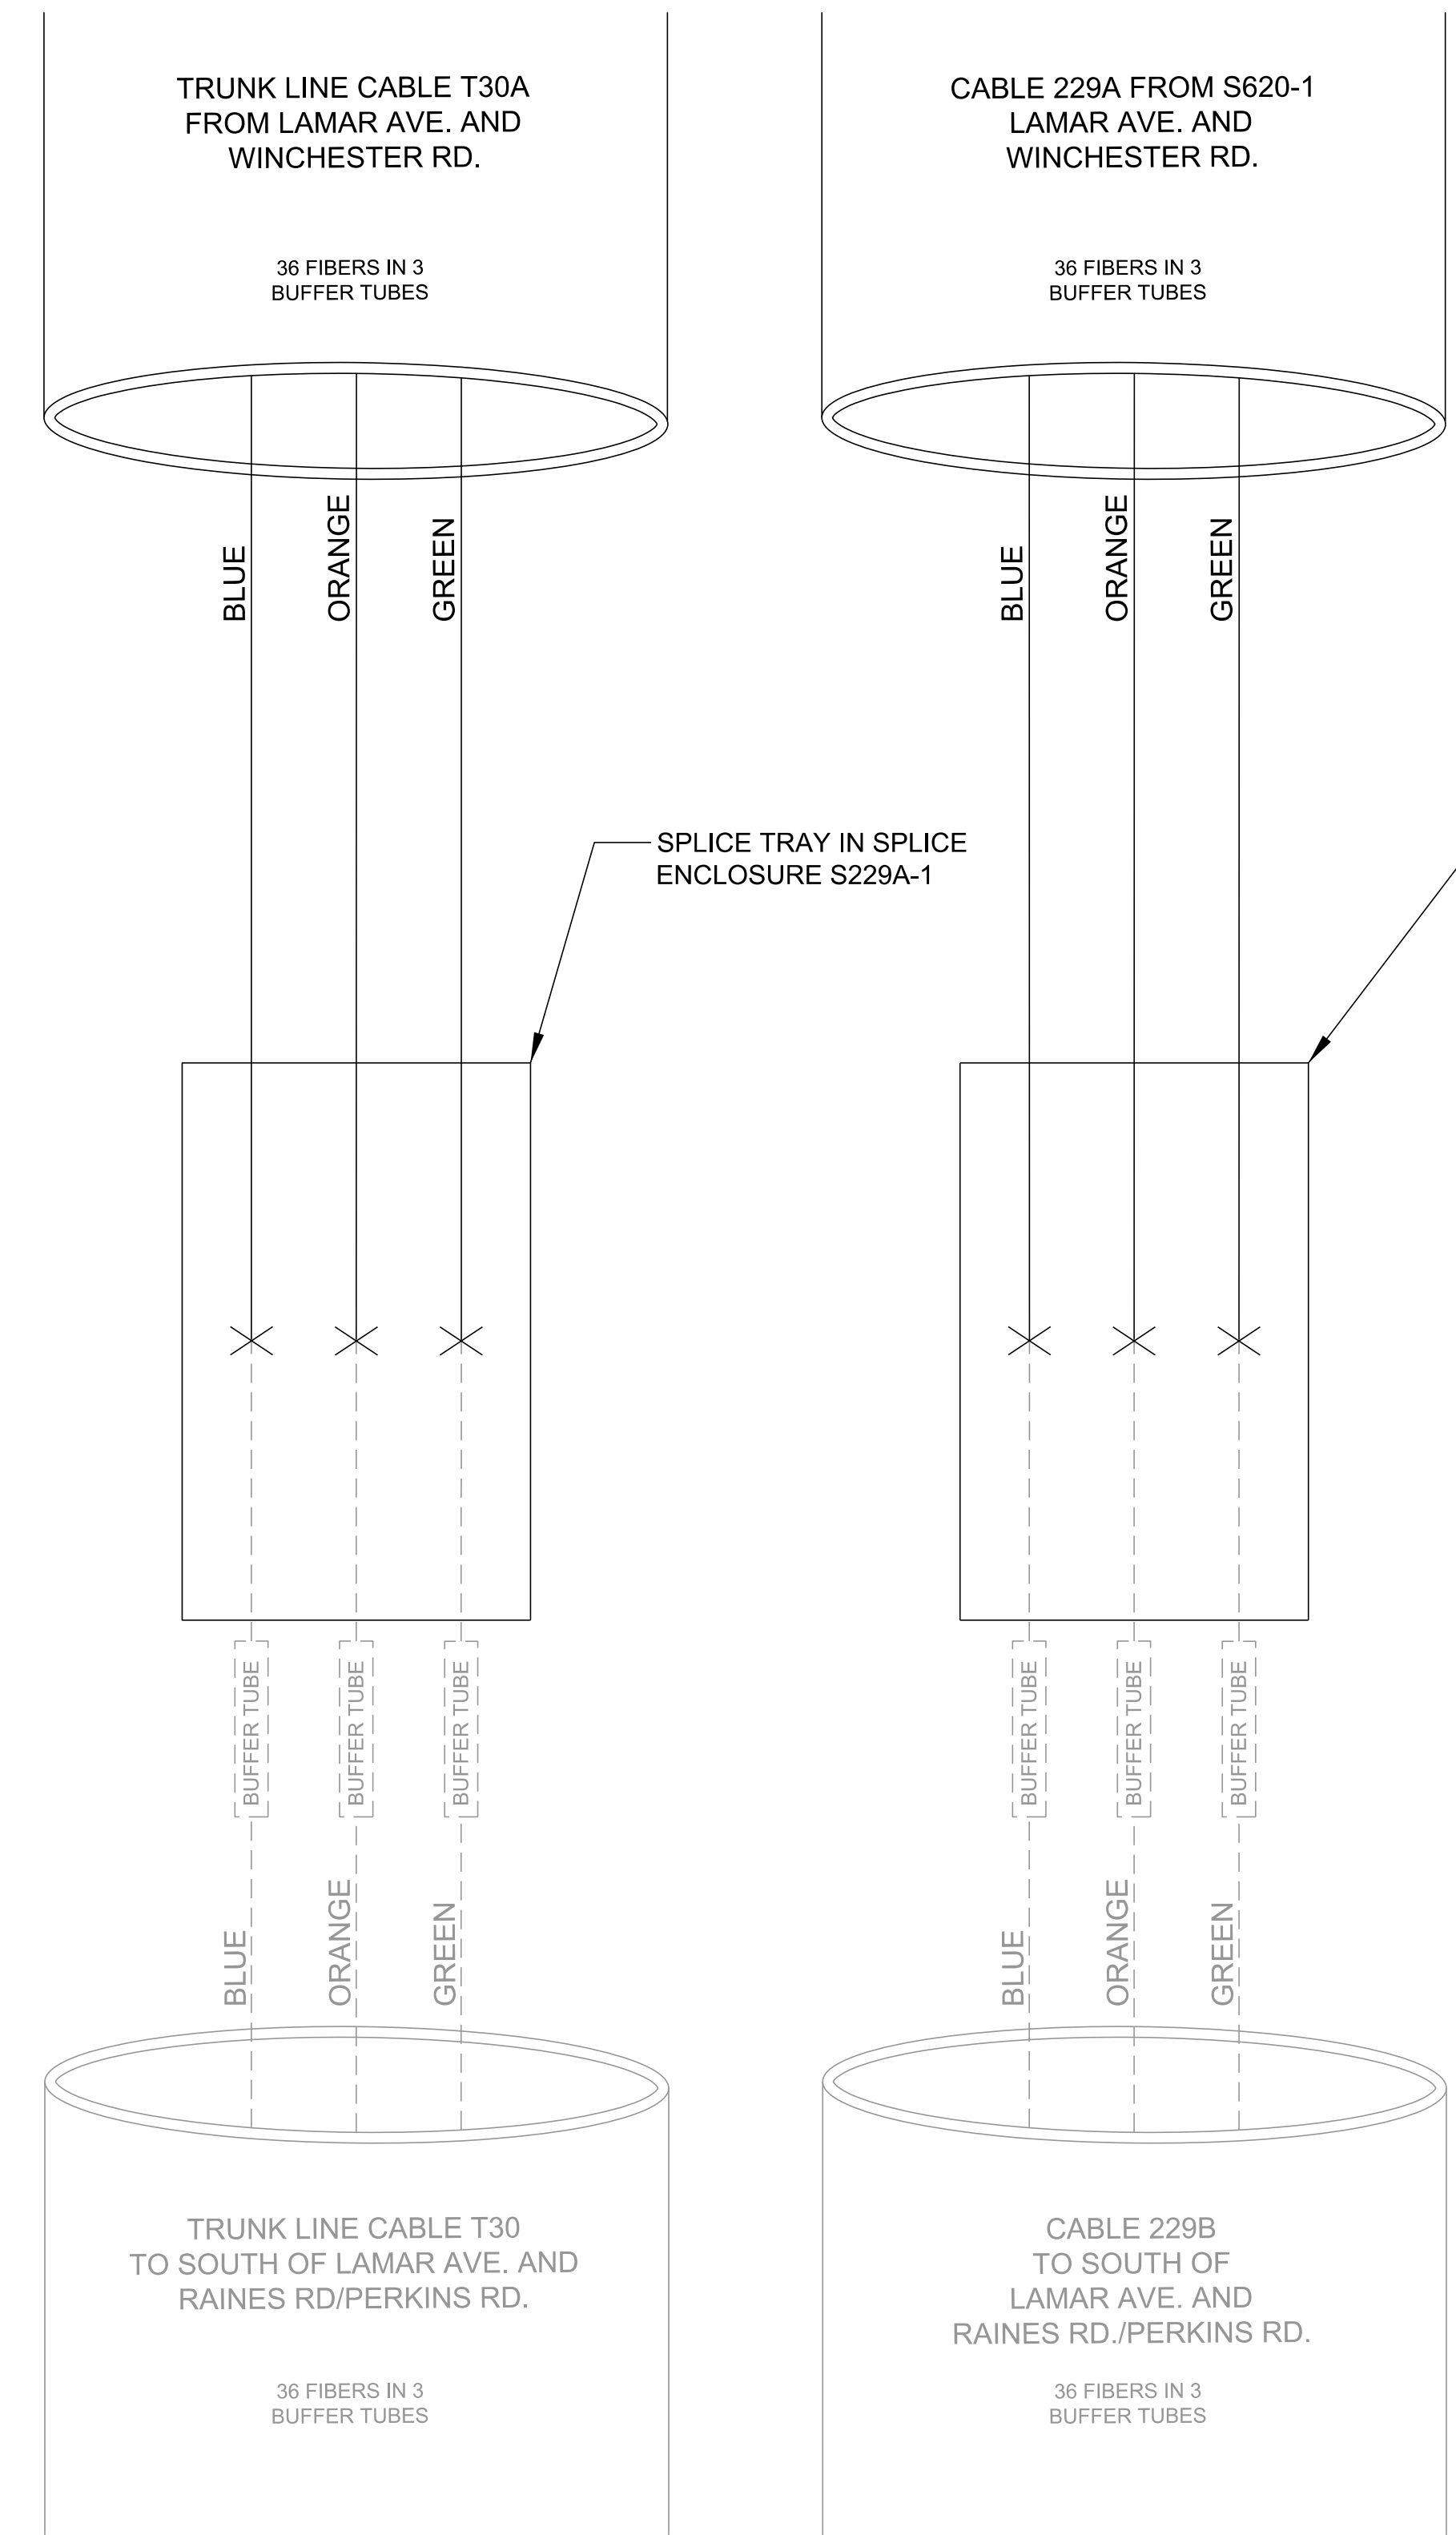 TRUNK LINE CABLE T30A
FROM LAMAR AVE. AND
WINCHESTER RD.
36 FIBERS IN 3
BUFFER TUBES
CABLE 229A FROM S620-1
LAMAR AVE. AND
WINCHESTER RD.
36 FIBERS IN 3
BUFFER TUBES
BLUE
ORANGE
GREEN
BLUE
ORANGE
GREEN
SPLICE TRAY IN SPLICE
ENCLOSURE S229A-1
BUFFER TUBE
BUFFER TUBE
BUFFER TUBE
BUFFER TUBE
BUFFER TUBE
BUFFER TUBE
BLUE
ORANGE
GREEN
BLUE
ORANGE
GREEN
TRUNK LINE CABLE T30
TO SOUTH OF LAMAR AVE. AND
RAINES RD/PERKINS RD.
36 FIBERS IN 3
BUFFER TUBES
CABLE 229B
TO SOUTH OF
LAMAR AVE. AND
RAINES RD./PERKINS RD.
36 FIBERS IN 3
BUFFER TUBES